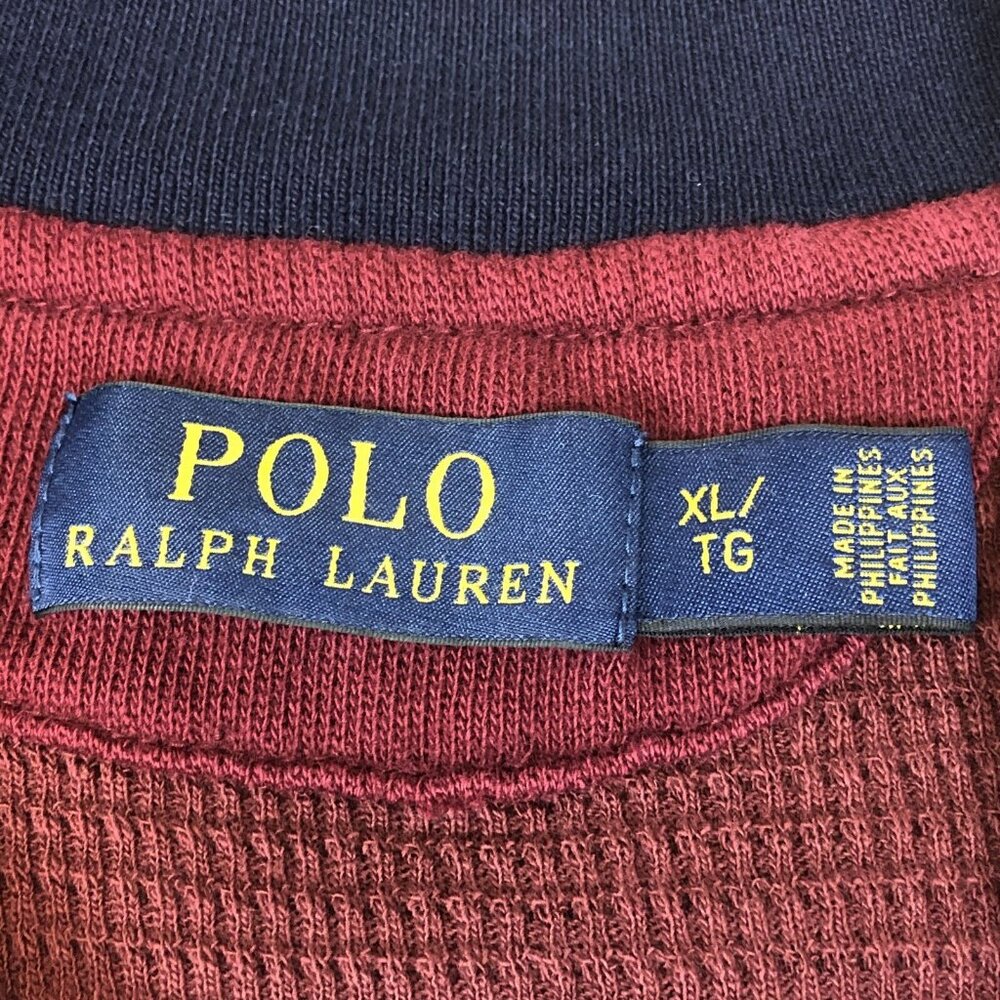 POLO
RALPH LAUREN
XL/
TG
MADE IN
PHILIPPINES
FAIT AUX
PHILIPPINES